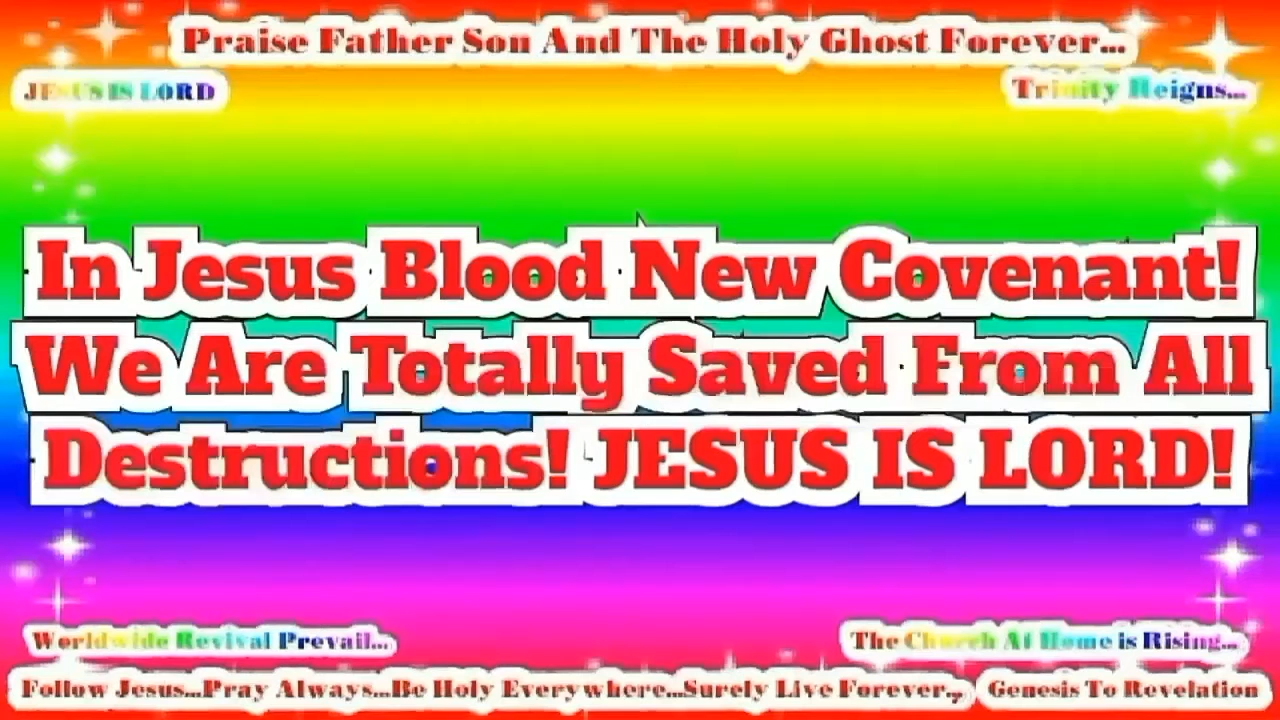 Praise Father Son And The Holy Ghost Forever...
JESUS IS LORD
Trinity Reigns...
In Jesus Blood New Covenant!
We Are Totally Saved From All
Destructions! JESUS IS LORD!
Worldwide Revival Prevail...
The Church At Home is Rising...
Follow Jesus...Pray Always...Be Holy Everywhere...Surely Live Forever.,
Genesis To Revelation